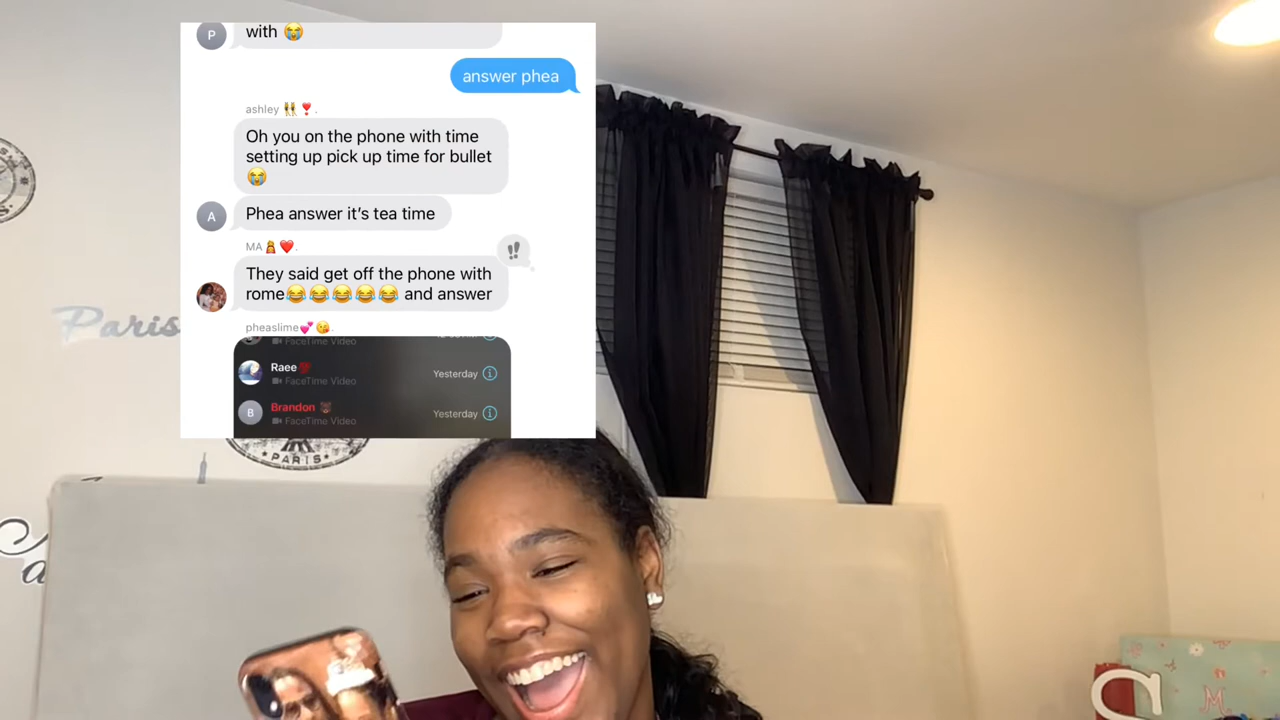 P
with 😭
answer phea
ashley 👯❣️.
Oh you on the phone with time
setting up pick up time for bullet
😭
A
Phea answer it's tea time
MA 👸❤️.
They said get off the phone with
rome😂😂😂😂😂 and answer
pheaslime💕😘.
FaceTime Video
Raee❤️
FaceTime Video
Yesterday
B
Brandon 🐻
FaceTime Video
Yesterday
Paris
PARIS
M